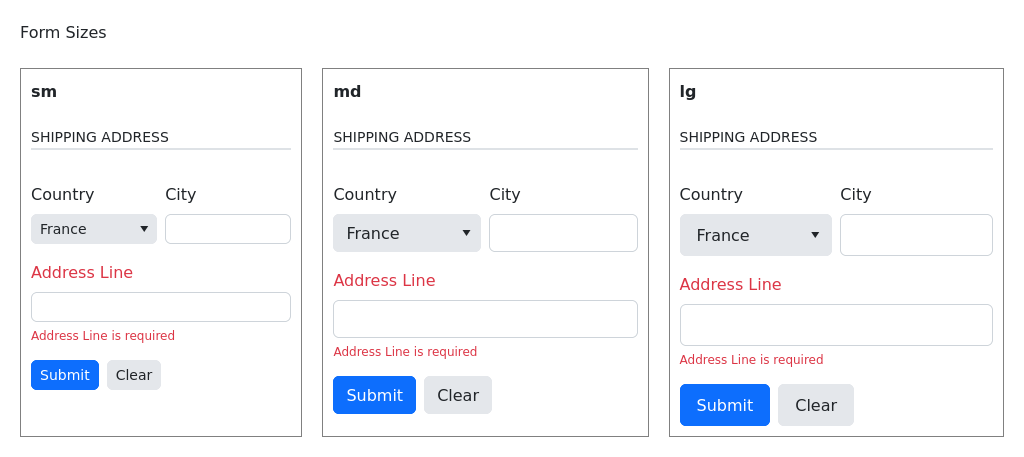 Form Sizes
sm
SHIPPING ADDRESS
Country City
France
Address Line
Address Line is required
Submit Clear
md
SHIPPING ADDRESS
Country City
France
Address Line
Address Line is required
Submit Clear
lg
SHIPPING ADDRESS
Country City
France
Address Line
Address Line is required
Submit Clear